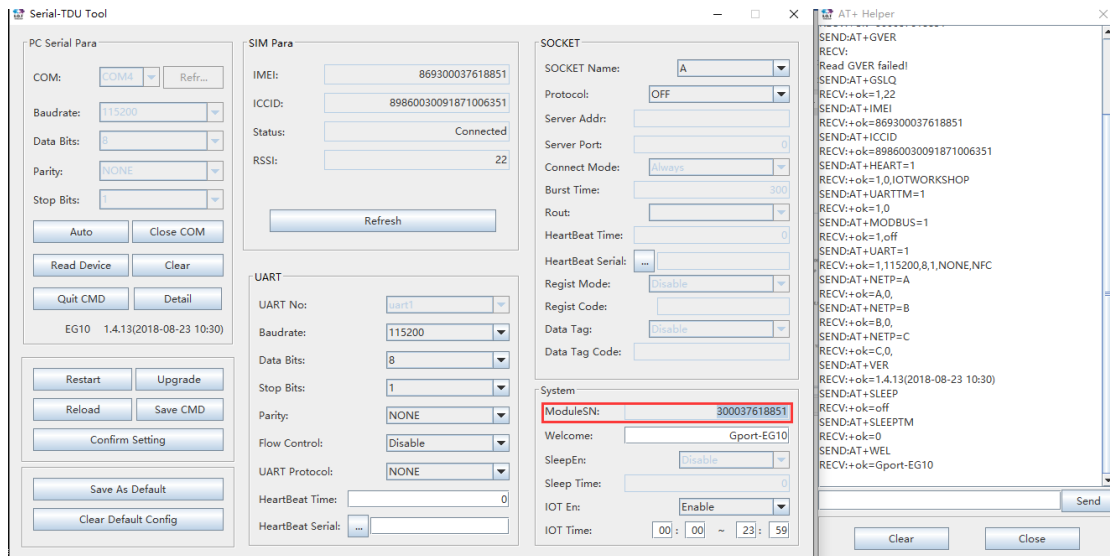 Serial-TDU Tool
PC Serial Para
COM: COM4 Refr...
Baudrate: 115200
Data Bits: 8
Parity: NONE
Stop Bits: 1
Auto Close COM
Read Device Clear
Quit CMD Detail
EG10 1.4.13(2018-08-23 10:30)
Restart Upgrade
Reload Save CMD
Confirm Setting
Save As Default
Clear Default Config
SIM Para
IMEI: 869300037618851
ICCID: 89860030091871006351
Status: Connected
RSSI: 22
Refresh
UART
UART No: uart1
Baudrate: 115200
Data Bits: 8
Stop Bits: 1
Parity: NONE
Flow Control: Disable
UART Protocol: NONE
HeartBeat Time: 0
HeartBeat Serial: ...
SOCKET
SOCKET Name: A
Protocol: OFF
Server Addr:
Server Port: 0
Connect Mode: Always
Burst Time: 300
Rout:
HeartBeat Time: 0
HeartBeat Serial: ...
Regist Mode: Disable
Regist Code:
Data Tag: Disable
Data Tag Code:
System
ModuleSN: 300037618851
Welcome: Gport-EG10
SleepEn: Disable
Sleep Time: 0
IOT En: Enable
IOT Time: 00 : 00 ~ 23 : 59
AT+ Helper
SEND:AT+GVER
RECV:
Read GVER failed!
SEND:AT+GSLQ
RECV:+ok=1,22
SEND:AT+IMEI
RECV:+ok=869300037618851
SEND:AT+ICCID
RECV:+ok=89860030091871006351
SEND:AT+HEART=1
RECV:+ok=1,0,IOTWORKSHOP
SEND:AT+UARTTM=1
RECV:+ok=1,0
SEND:AT+MODBUS=1
RECV:+ok=1,off
SEND:AT+UART=1
RECV:+ok=1,115200,8,1,NONE,NFC
SEND:AT+NETP=A
RECV:+ok=A,0,
SEND:AT+NETP=B
RECV:+ok=B,0,
SEND:AT+NETP=C
RECV:+ok=C,0,
SEND:AT+VER
RECV:+ok=1.4.13(2018-08-23 10:30)
SEND:AT+SLEEP
RECV:+ok=off
SEND:AT+SLEEPTM
RECV:+ok=0
SEND:AT+WEL
RECV:+ok=Gport-EG10
Send
Clear Close